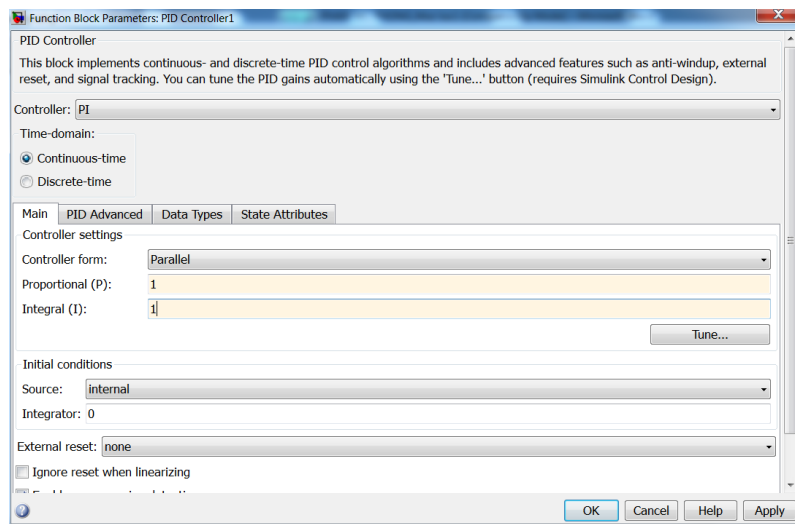 Function Block Parameters: PID Controller1
PID Controller
This block implements continuous- and discrete-time PID control algorithms and includes advanced features such as anti-windup, external
reset, and signal tracking. You can tune the PID gains automatically using the 'Tune...' button (requires Simulink Control Design).
Controller: PI
Time-domain:
Continuous-time
Discrete-time
Main PID Advanced Data Types State Attributes
Controller settings
Controller form: Parallel
Proportional (P): 1
Integral (I): 1
Tune...
Initial conditions
Source: internal
Integrator: 0
External reset: none
Ignore reset when linearizing
OK Cancel Help Apply